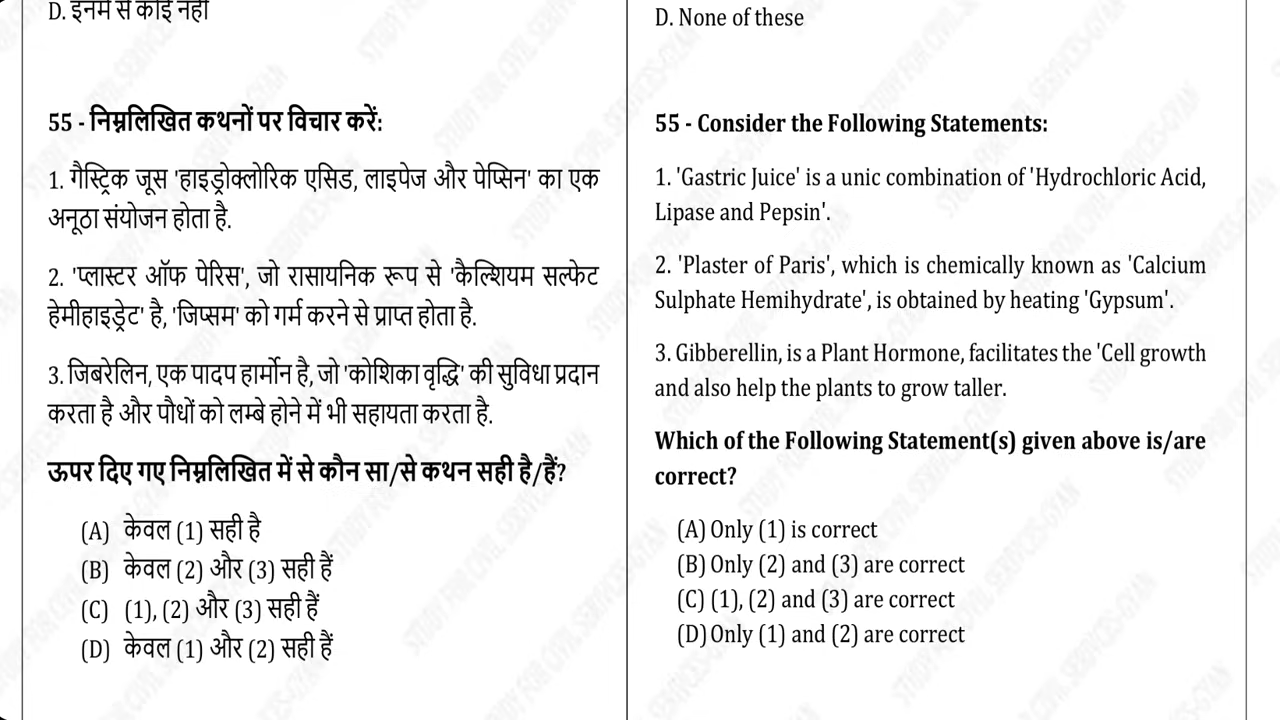 D. इनमें से कोई नहीं
55 - निम्नलिखित कथनों पर विचार करें:
1. गैस्ट्रिक जूस 'हाइड्रोक्लोरिक एसिड, लाइपेज और पेप्सिन' का एक
अनूठा संयोजन होता है.
2. 'प्लास्टर ऑफ पेरिस', जो रासायनिक रूप से 'कैल्शियम सल्फेट
हेमीहाइड्रेट' है, 'जिप्सम' को गर्म करने से प्राप्त होता है.
3. जिबरेलिन, एक पादप हार्मोन है, जो 'कोशिका वृद्धि' की सुविधा प्रदान
करता है और पौधों को लम्बे होने में भी सहायता करता है.
ऊपर दिए गए निम्नलिखित में से कौन सा/से कथन सही है/हैं?
(A) केवल (1) सही है
(B) केवल (2) और (3) सही हैं
(C) (1), (2) और (3) सही हैं
(D) केवल (1) और (2) सही हैं
D. None of these
55 - Consider the Following Statements:
1. 'Gastric Juice' is a unic combination of 'Hydrochloric Acid,
Lipase and Pepsin'.
2. 'Plaster of Paris', which is chemically known as 'Calcium
Sulphate Hemihydrate', is obtained by heating 'Gypsum'.
3. Gibberellin, is a Plant Hormone, facilitates the 'Cell growth
and also help the plants to grow taller.
Which of the Following Statement(s) given above is/are
correct?
(A) Only (1) is correct
(B) Only (2) and (3) are correct
(C) (1), (2) and (3) are correct
(D) Only (1) and (2) are correct